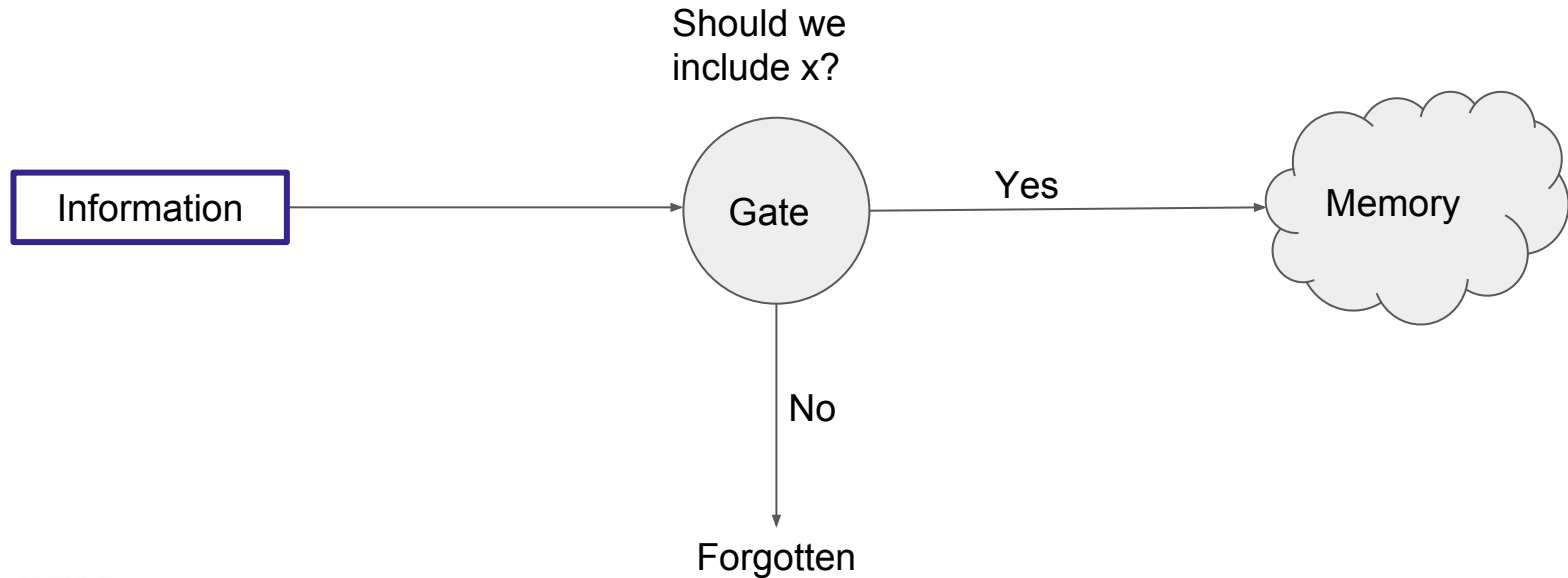 Should we
include x?
Information
Gate
Yes
Memory
No
Forgotten